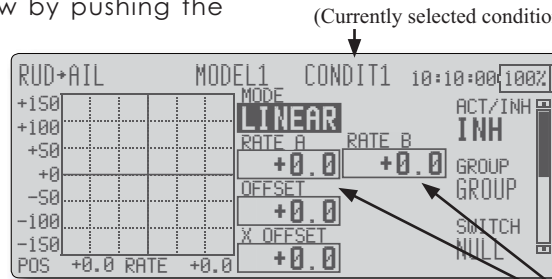 w by pushing the
(Currently selected conditio
RUD→AIL MODEL1 CONDIT1 10:10:00 100%
+150
+100
+50
+0
-50
-100
-150
POS +0.0 RATE +0.0
MODE
LINEAR
RATE A RATE B
+0.0 +0.0
OFFSET
+0.0
X OFFSET
+0.0
ACT/INH
INH
GROUP
GROUP
SWITCH
NULL